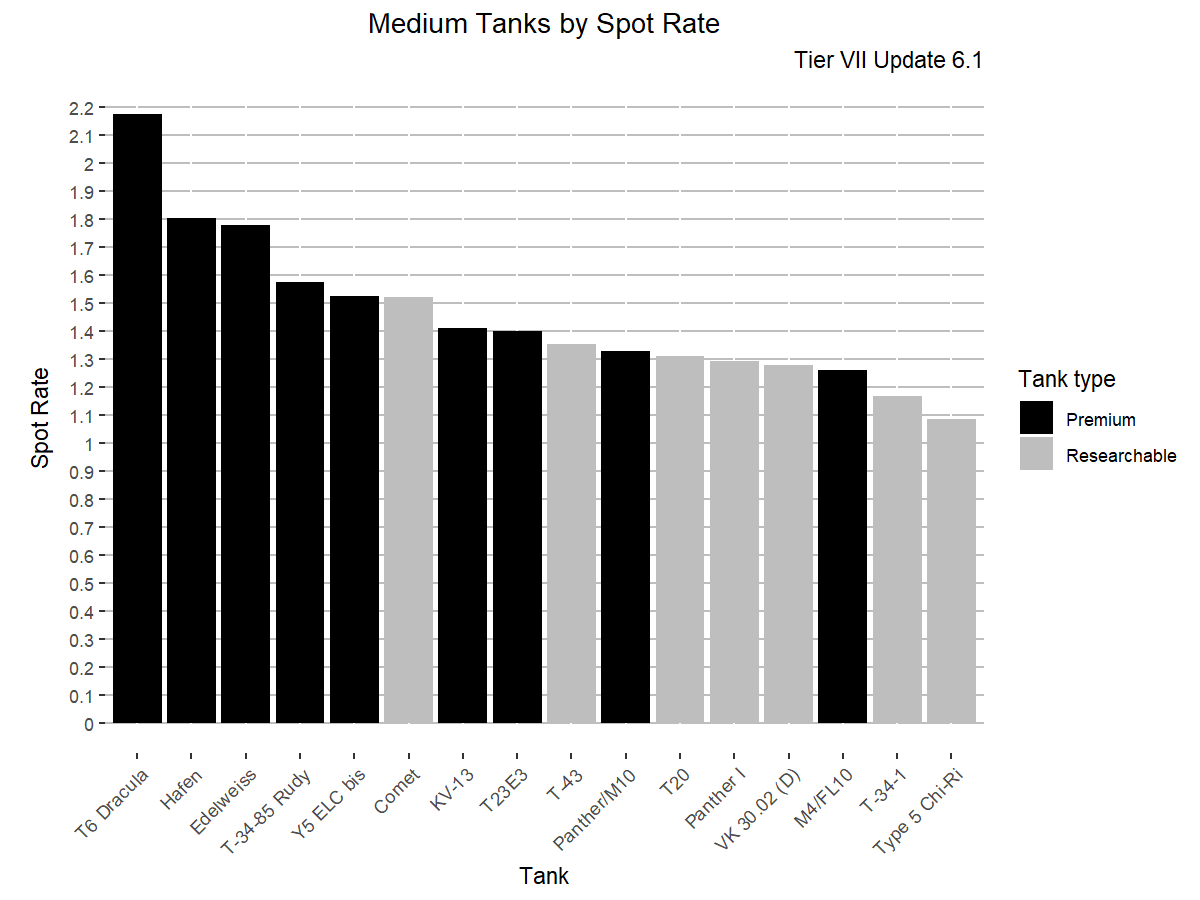 Medium Tanks by Spot Rate
Tier VII Update 6.1
2.2
2.1
2
1.9
1.8
1.7
1.6
1.5
1.4
1.3
1.2
1.1
1
0.9
0.8
0.7
0.6
0.5
0.4
0.3
0.2
0.1
0
Spot Rate
T6 Dracula
Hafen
Edelweiss
T-34-85 Rudy
Y5 ELC bis
Comet
KV-13
T23E3
T-43
Panther/M10
T20
Panther I
VK 30.02 (D)
M4/FL10
T-34-1
Type 5 Chi-Ri
Tank
Tank type
Premium
Researchable